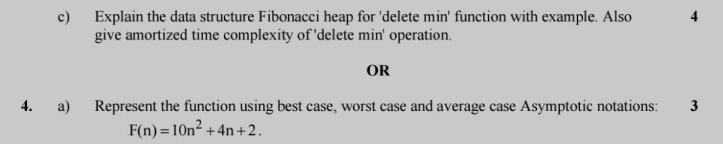 c) Explain the data structure Fibonacci heap for 'delete min' function with example. Also 4
give amortized time complexity of 'delete min' operation.
OR
4. a) Represent the function using best case, worst case and average case Asymptotic notations: 3
F(n) = 10n² + 4n + 2.